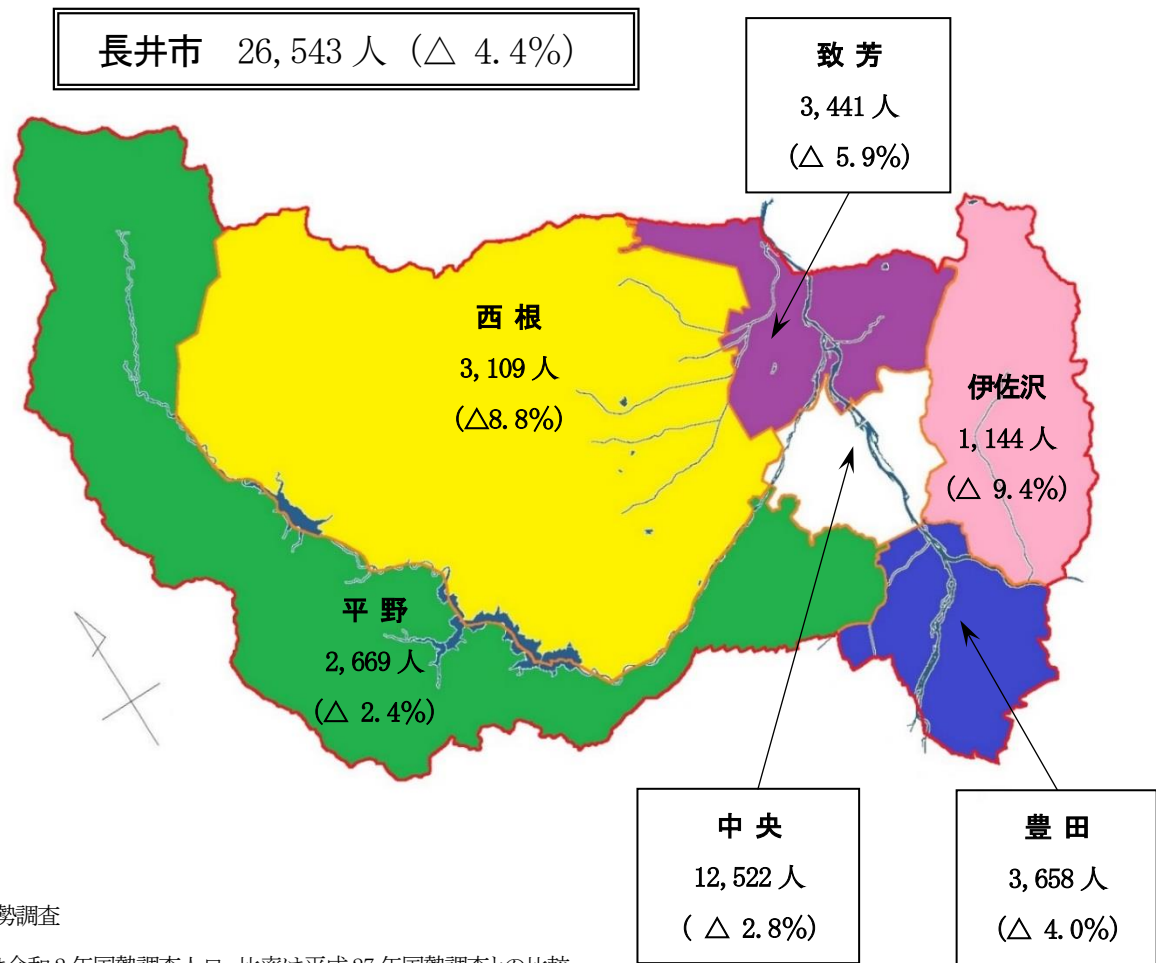 長井市 26,543 人 (△ 4.4%)
致 芳
3,441 人
(△ 5.9%)
西 根
3,109 人
(△8.8%)
伊佐沢
1,144 人
(△ 9.4%)
平 野
2,669 人
(△ 2.4%)
中 央
12,522 人
( △ 2.8%)
豊 田
3,658 人
(△ 4.0%)
勢調査